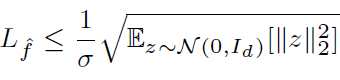 $L_{\hat{f}} \leq \frac{1}{\sigma} \sqrt{\mathbb{E}_{z \sim \mathcal{N}(0, I_d)} [\|z\|_2^2]}$